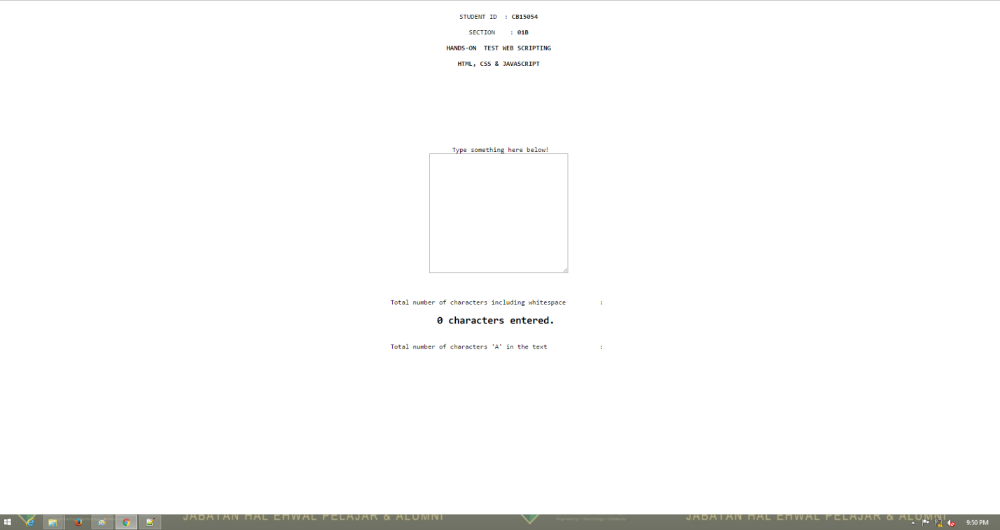 STUDENT ID : CB15054
SECTION : 01B
HANDS-ON TEST WEB SCRIPTING
HTML, CSS & JAVASCRIPT
Type something here below!
Total number of characters including whitespace :
0 characters entered.
Total number of characters 'A' in the text :
JABATAN HAL EHWAL PELAJAR & ALUMNI
JABATAN HAL EHWAL PELAJAR & ALUMNI
9:50 PM